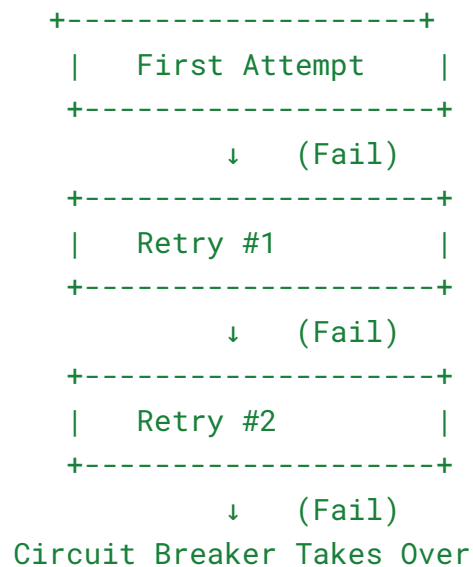 +--------------------+
|   First Attempt    |
+--------------------+
↓   (Fail)
+--------------------+
|   Retry #1         |
+--------------------+
↓   (Fail)
+--------------------+
|   Retry #2         |
+--------------------+
↓   (Fail)
Circuit Breaker Takes Over